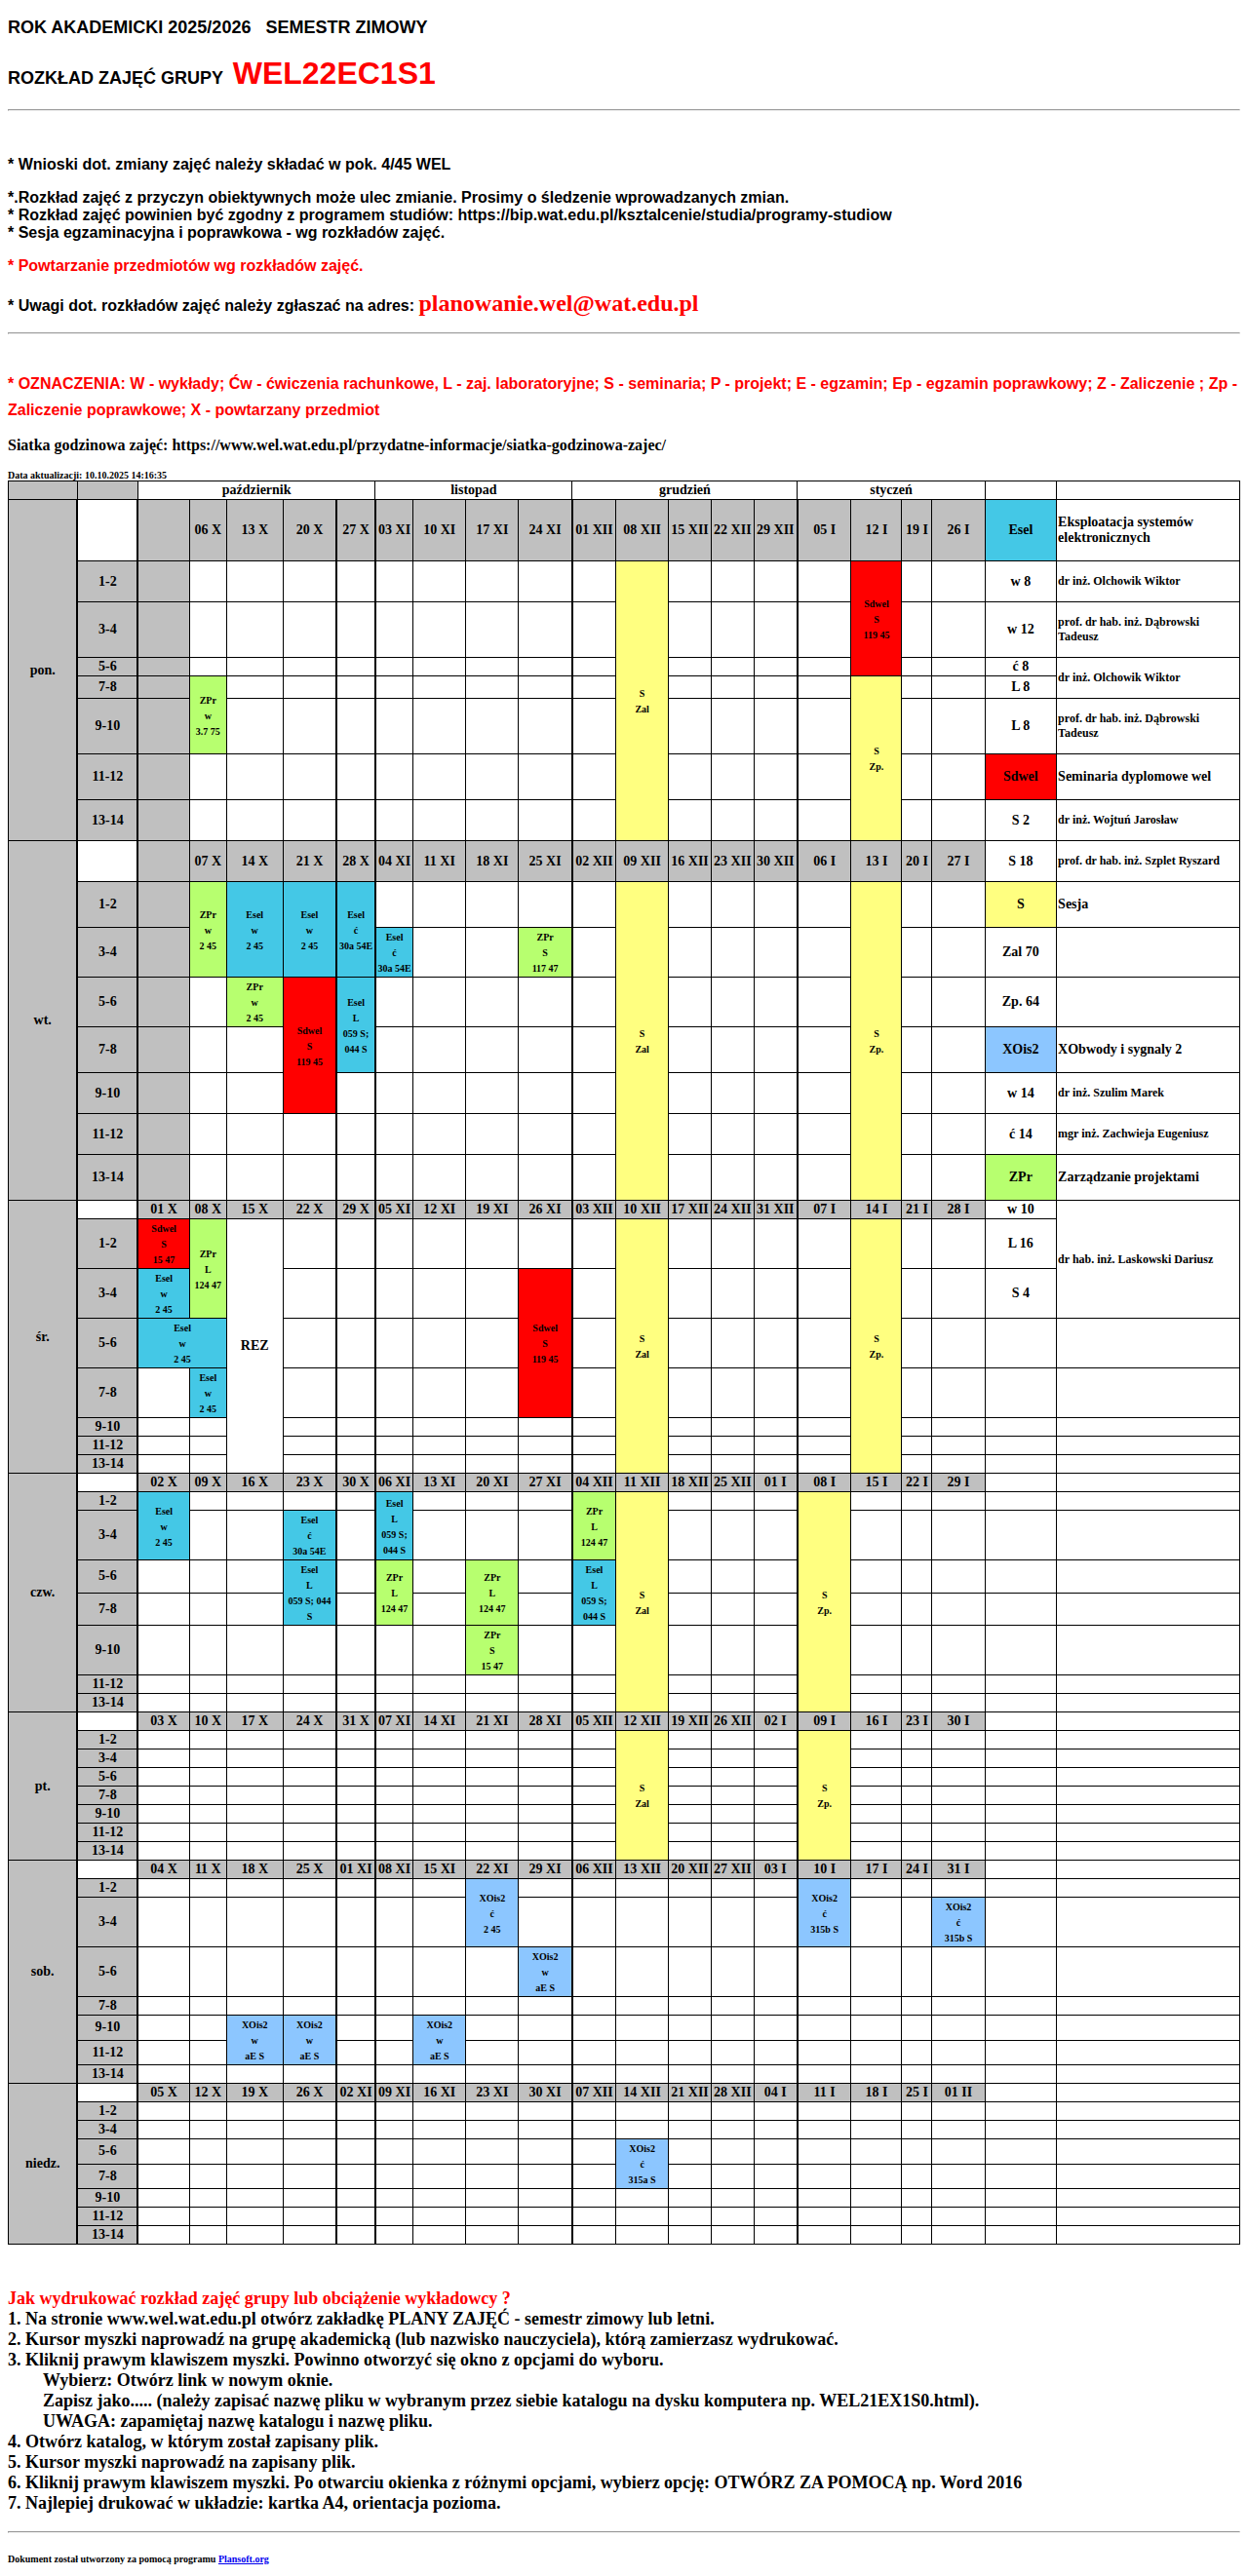 ROK AKADEMICKI 2025/2026 SEMESTR ZIMOWY
ROZKŁAD ZAJĘĆ GRUPY WEL22EC1S1
* Wnioski dot. zmiany zajęć należy składać w pok. 4/45 WEL
*.Rozkład zajęć z przyczyn obiektywnych może ulec zmianie. Prosimy o śledzenie wprowadzanych zmian.
* Rozkład zajęć powinien być zgodny z programem studiów: https://bip.wat.edu.pl/ksztalcenie/studia/programy-studiow
* Sesja egzaminacyjna i poprawkowa - wg rozkładów zajęć.
* Powtarzanie przedmiotów wg rozkładów zajęć.
* Uwagi dot. rozkładów zajęć należy zgłaszać na adres: planowanie.wel@wat.edu.pl
* OZNACZENIA: W - wykłady; Ćw - ćwiczenia rachunkowe, L - zaj. laboratoryjne; S - seminaria; P - projekt; E - egzamin; Ep - egzamin poprawkowy; Z - Zaliczenie ; Zp -
Zaliczenie poprawkowe; X - powtarzany przedmiot
Siatka godzinowa zajęć: https://www.wel.wat.edu.pl/przydatne-informacje/siatka-godzinowa-zajec/
Data aktualizacji: 10.10.2025 14:16:35
październik listopad grudzień styczeń
pon. 06 X 13 X 20 X 27 X 03 XI 10 XI 17 XI 24 XI 01 XII 08 XII 15 XII 22 XII 29 XII 05 I 12 I 19 I 26 I Esel Eksploatacja systemów elektronicznych
1-2 S Zal Sdwel S 119 45 w 8 dr inż. Olchowik Wiktor
3-4 w 12 prof. dr hab. inż. Dąbrowski Tadeusz
5-6 ć 8 dr inż. Olchowik Wiktor
7-8 ZPr w 3.7 75 S Zp. L 8
9-10 L 8 prof. dr hab. inż. Dąbrowski Tadeusz
11-12 Sdwel Seminaria dyplomowe wel
13-14 S 2 dr inż. Wojtuń Jarosław
wt. 07 X 14 X 21 X 28 X 04 XI 11 XI 18 XI 25 XI 02 XII 09 XII 16 XII 23 XII 30 XII 06 I 13 I 20 I 27 I S 18 prof. dr hab. inż. Szplet Ryszard
1-2 ZPr w 2 45 Esel w 2 45 Esel w 2 45 Esel ć 30a 54E S Zal S Zp. S Sesja
3-4 Esel ć 30a 54E ZPr S 117 47 Zal 70
5-6 ZPr w 2 45 Sdwel S 119 45 Esel L 059 S; 044 S Zp. 64
7-8 XOis2 XObwody i sygnały 2
9-10 w 14 dr inż. Szulim Marek
11-12 ć 14 mgr inż. Zachwieja Eugeniusz
13-14 ZPr Zarządzanie projektami
śr. 01 X 08 X 15 X 22 X 29 X 05 XI 12 XI 19 XI 26 XI 03 XII 10 XII 17 XII 24 XII 31 XII 07 I 14 I 21 I 28 I w 10 dr hab. inż. Laskowski Dariusz
1-2 Sdwel S 15 47 ZPr L 124 47 REZ S Zal S Zp. L 16
3-4 Esel w 2 45 Sdwel S 119 45 S 4
5-6 Esel w 2 45
7-8 Esel w 2 45
9-10
11-12
13-14
czw. 02 X 09 X 16 X 23 X 30 X 06 XI 13 XI 20 XI 27 XI 04 XII 11 XII 18 XII 25 XII 01 I 08 I 15 I 22 I 29 I
1-2 Esel w 2 45 Esel L 059 S; 044 S ZPr L 124 47 S Zal S Zp.
3-4 Esel ć 30a 54E
5-6 Esel L 059 S; 044 S ZPr L 124 47 ZPr L 124 47 Esel L 059 S; 044 S
7-8
9-10 ZPr S 15 47
11-12
13-14
pt. 03 X 10 X 17 X 24 X 31 X 07 XI 14 XI 21 XI 28 XI 05 XII 12 XII 19 XII 26 XII 02 I 09 I 16 I 23 I 30 I
1-2 S Zal S Zp.
3-4
5-6
7-8
9-10
11-12
13-14
sob. 04 X 11 X 18 X 25 X 01 XI 08 XI 15 XI 22 XI 29 XI 06 XII 13 XII 20 XII 27 XII 03 I 10 I 17 I 24 I 31 I
1-2 XOis2 ć 2 45 XOis2 ć 315b S
3-4 XOis2 ć 315b S
5-6 XOis2 w aE S
7-8
9-10 XOis2 w aE S XOis2 w aE S XOis2 w aE S
11-12
13-14
niedz. 05 X 12 X 19 X 26 X 02 XI 09 XI 16 XI 23 XI 30 XI 07 XII 14 XII 21 XII 28 XII 04 I 11 I 18 I 25 I 01 II
1-2
3-4
5-6 XOis2 ć 315a S
7-8
9-10
11-12
13-14
Jak wydrukować rozkład zajęć grupy lub obciążenie wykładowcy ?
1. Na stronie www.wel.wat.edu.pl otwórz zakładkę PLANY ZAJĘĆ - semestr zimowy lub letni.
2. Kursor myszki naprowadź na grupę akademicką (lub nazwisko nauczyciela), którą zamierzasz wydrukować.
3. Kliknij prawym klawiszem myszki. Powinno otworzyć się okno z opcjami do wyboru.
Wybierz: Otwórz link w nowym oknie.
Zapisz jako..... (należy zapisać nazwę pliku w wybranym przez siebie katalogu na dysku komputera np. WEL21EX1S0.html).
UWAGA: zapamiętaj nazwę katalogu i nazwę pliku.
4. Otwórz katalog, w którym został zapisany plik.
5. Kursor myszki naprowadź na zapisany plik.
6. Kliknij prawym klawiszem myszki. Po otwarciu okienka z różnymi opcjami, wybierz opcję: OTWÓRZ ZA POMOCĄ np. Word 2016
7. Najlepiej drukować w układzie: kartka A4, orientacja pozioma.
Dokument został utworzony za pomocą programu Plansoft.org